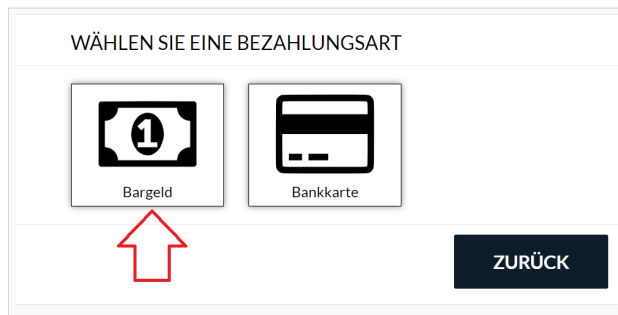 WÄHLEN SIE EINE BEZAHLUNGSART
1
Bargeld
Bankkarte
ZURÜCK